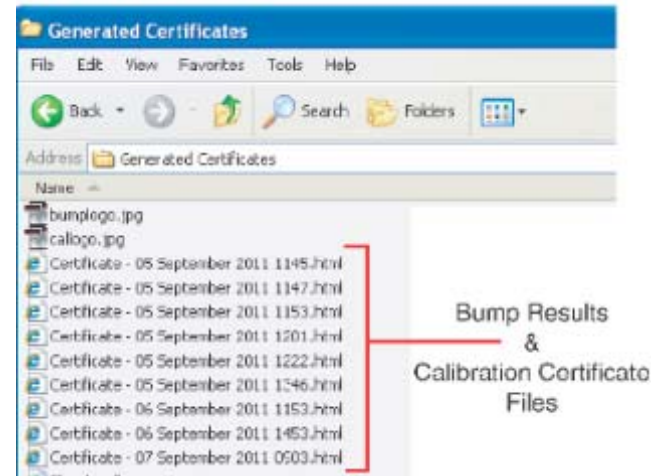 Generated Certificates
File Edit View Favorites Tools Help
Back Search Folders
Address Generated Certificates
Name
bumplogo.jpg
callogo.jpg
Certificate - 05 September 2011 1145.html
Certificate - 05 September 2011 1147.html
Certificate - 05 September 2011 1153.html
Certificate - 05 September 2011 1201.html
Certificate - 05 September 2011 1222.html
Certificate - 05 September 2011 1346.html
Certificate - 06 September 2011 1153.html
Certificate - 06 September 2011 1453.html
Certificate - 07 September 2011 0903.html
Bump Results
&
Calibration Certificate
Files